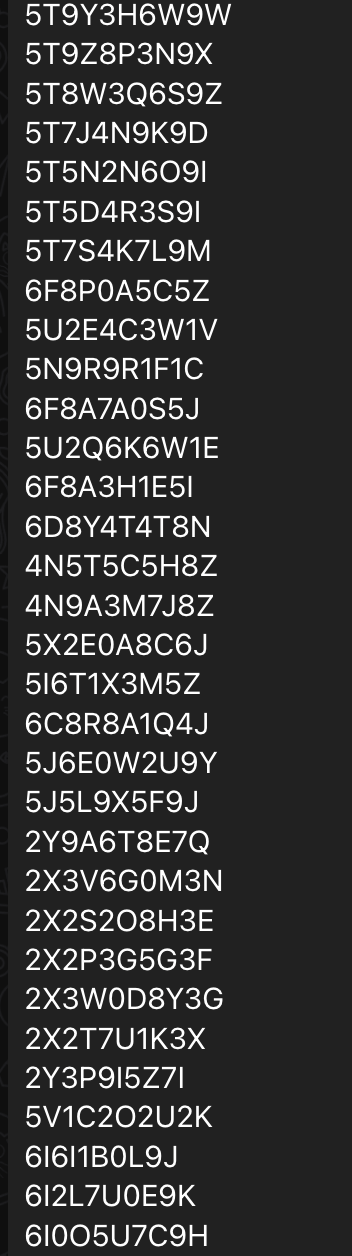 5T9Y3H6W9W
5T9Z8P3N9X
5T8W3Q6S9Z
5T7J4N9K9D
5T5N2N6O9I
5T5D4R3S9I
5T7S4K7L9M
6F8P0A5C5Z
5U2E4C3W1V
5N9R9R1F1C
6F8A7A0S5J
5U2Q6K6W1E
6F8A3H1E5I
6D8Y4T4T8N
4N5T5C5H8Z
4N9A3M7J8Z
5X2E0A8C6J
5I6T1X3M5Z
6C8R8A1Q4J
5J6E0W2U9Y
5J5L9X5F9J
2Y9A6T8E7Q
2X3V6G0M3N
2X2S2O8H3E
2X2P3G5G3F
2X3W0D8Y3G
2X2T7U1K3X
2Y3P9I5Z7I
5V1C2O2U2K
6I6I1B0L9J
6I2L7U0E9K
6I0O5U7C9H